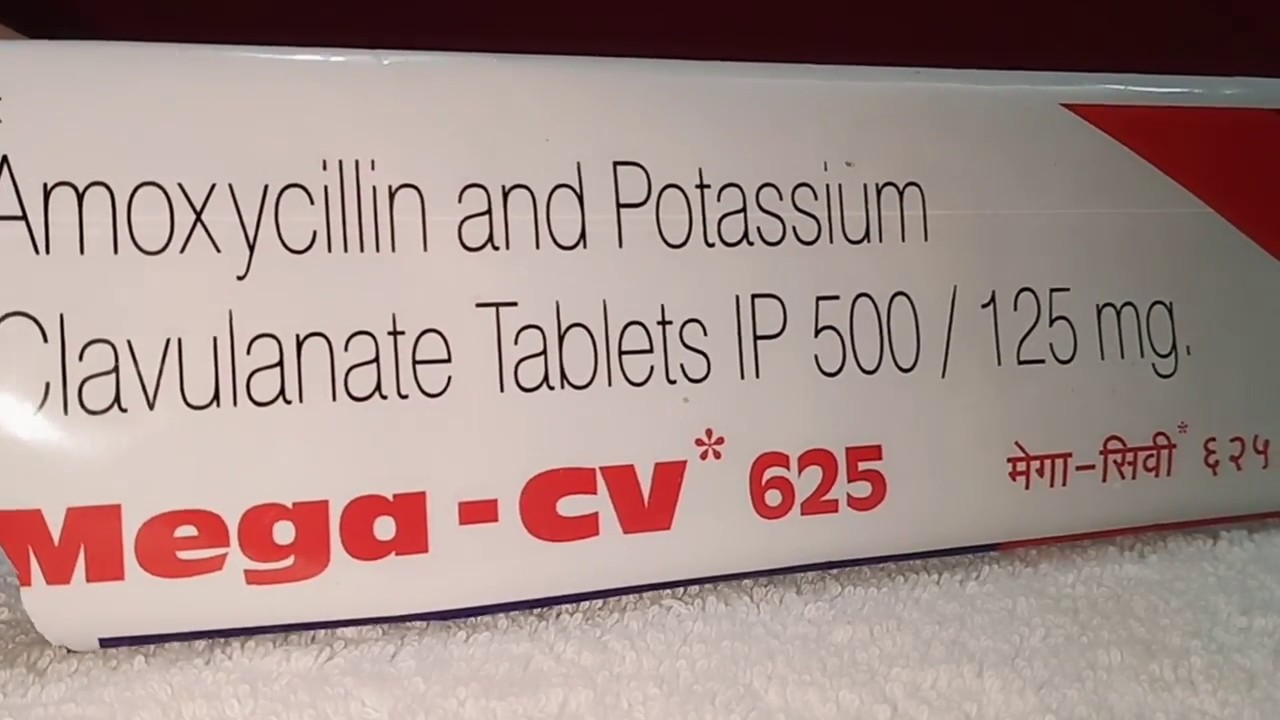 Amoxycillin and Potassium
Clavulanate Tablets IP 500 / 125 mg.
Mega-CV* 625
मेगा-सिवी* ६२५